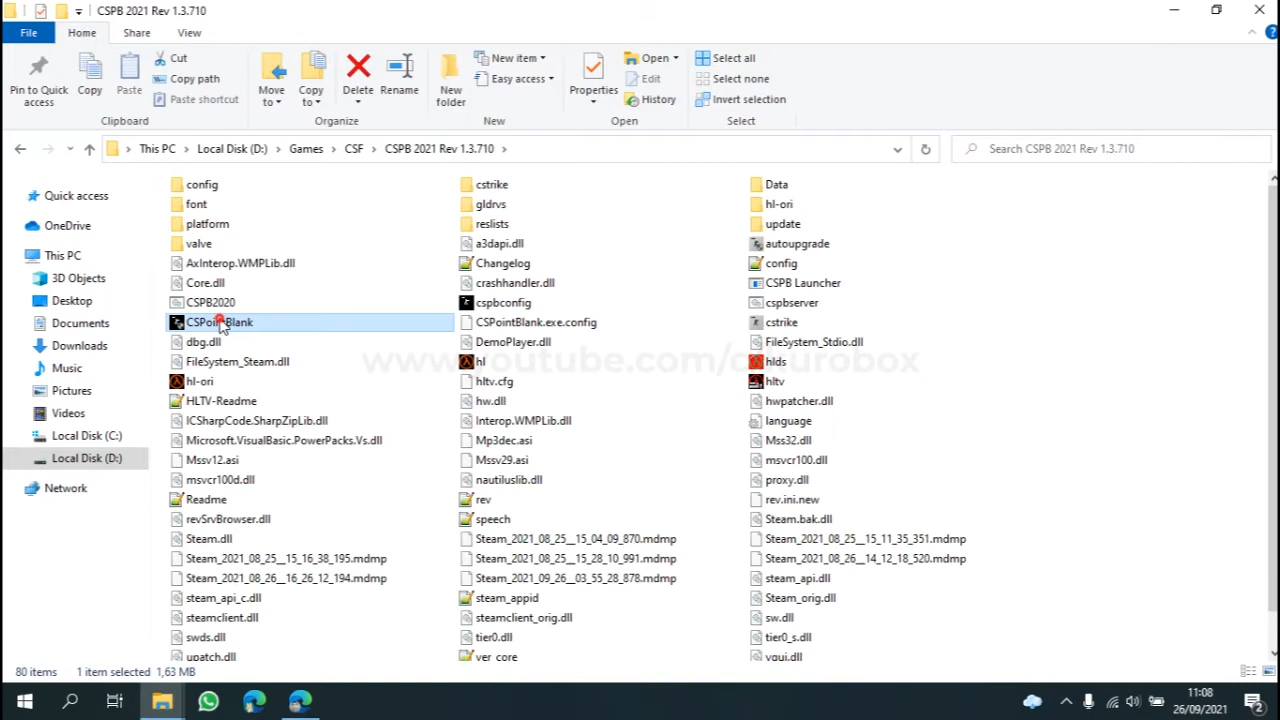 CSPB 2021 Rev 1.3.710
File Home Share View
Pin to Quick access
Copy
Paste
Cut
Copy path
Paste shortcut
Move to
Copy to
Delete
Rename
New folder
New item
Easy access
Properties
Open
Edit
History
Select all
Select none
Invert selection
Clipboard Organize New Open Select
This PC Local Disk (D:) Games CSF CSPB 2021 Rev 1.3.710
Search CSPB 2021 Rev 1.3.710
Quick access
OneDrive
This PC
3D Objects
Desktop
Documents
Downloads
Music
Pictures
Videos
Local Disk (C:)
Local Disk (D:)
Network
config cstrike Data
font gldrvs hl-ori
platform reslists update
valve a3dapi.dll autoupgrade
AxInterop.WMPLib.dll Changelog config
Core.dll crashhandler.dll CSPB Launcher
CSPB2020 cspbconfig cspbserver
CSPointBlank CSPointBlank.exe.config cstrike
dbg.dll DemoPlayer.dll FileSystem_Stdio.dll
FileSystem_Steam.dll hl hlds
hl-ori hltv.cfg hltv
HLTV-Readme hw.dll hwpatcher.dll
ICSharpCode.SharpZipLib.dll Interop.WMPLib.dll language
Microsoft.VisualBasic.PowerPacks.Vs.dll Mp3dec.asi Mss32.dll
Mssv12.asi Mssv29.asi msvcr100.dll
msvcr100d.dll nautiluslib.dll proxy.dll
Readme rev rev.ini.new
revSrvBrowser.dll speech Steam.bak.dll
Steam.dll Steam_2021_08_25__15_04_09_870.mdmp Steam_2021_08_25__15_11_35_351.mdmp
Steam_2021_08_25__15_16_38_195.mdmp Steam_2021_08_25__15_28_10_991.mdmp Steam_2021_08_26__14_12_18_520.mdmp
Steam_2021_08_26__16_26_12_194.mdmp Steam_2021_09_26__03_55_28_878.mdmp steam_api.dll
steam_api_c.dll steam_appid Steam_orig.dll
steamclient.dll steamclient_orig.dll sw.dll
swds.dll tier0.dll tier0_s.dll
upatch.dll ver_core vgui.dll
80 items 1 item selected 1,63 MB
11:08
26/09/2021
2